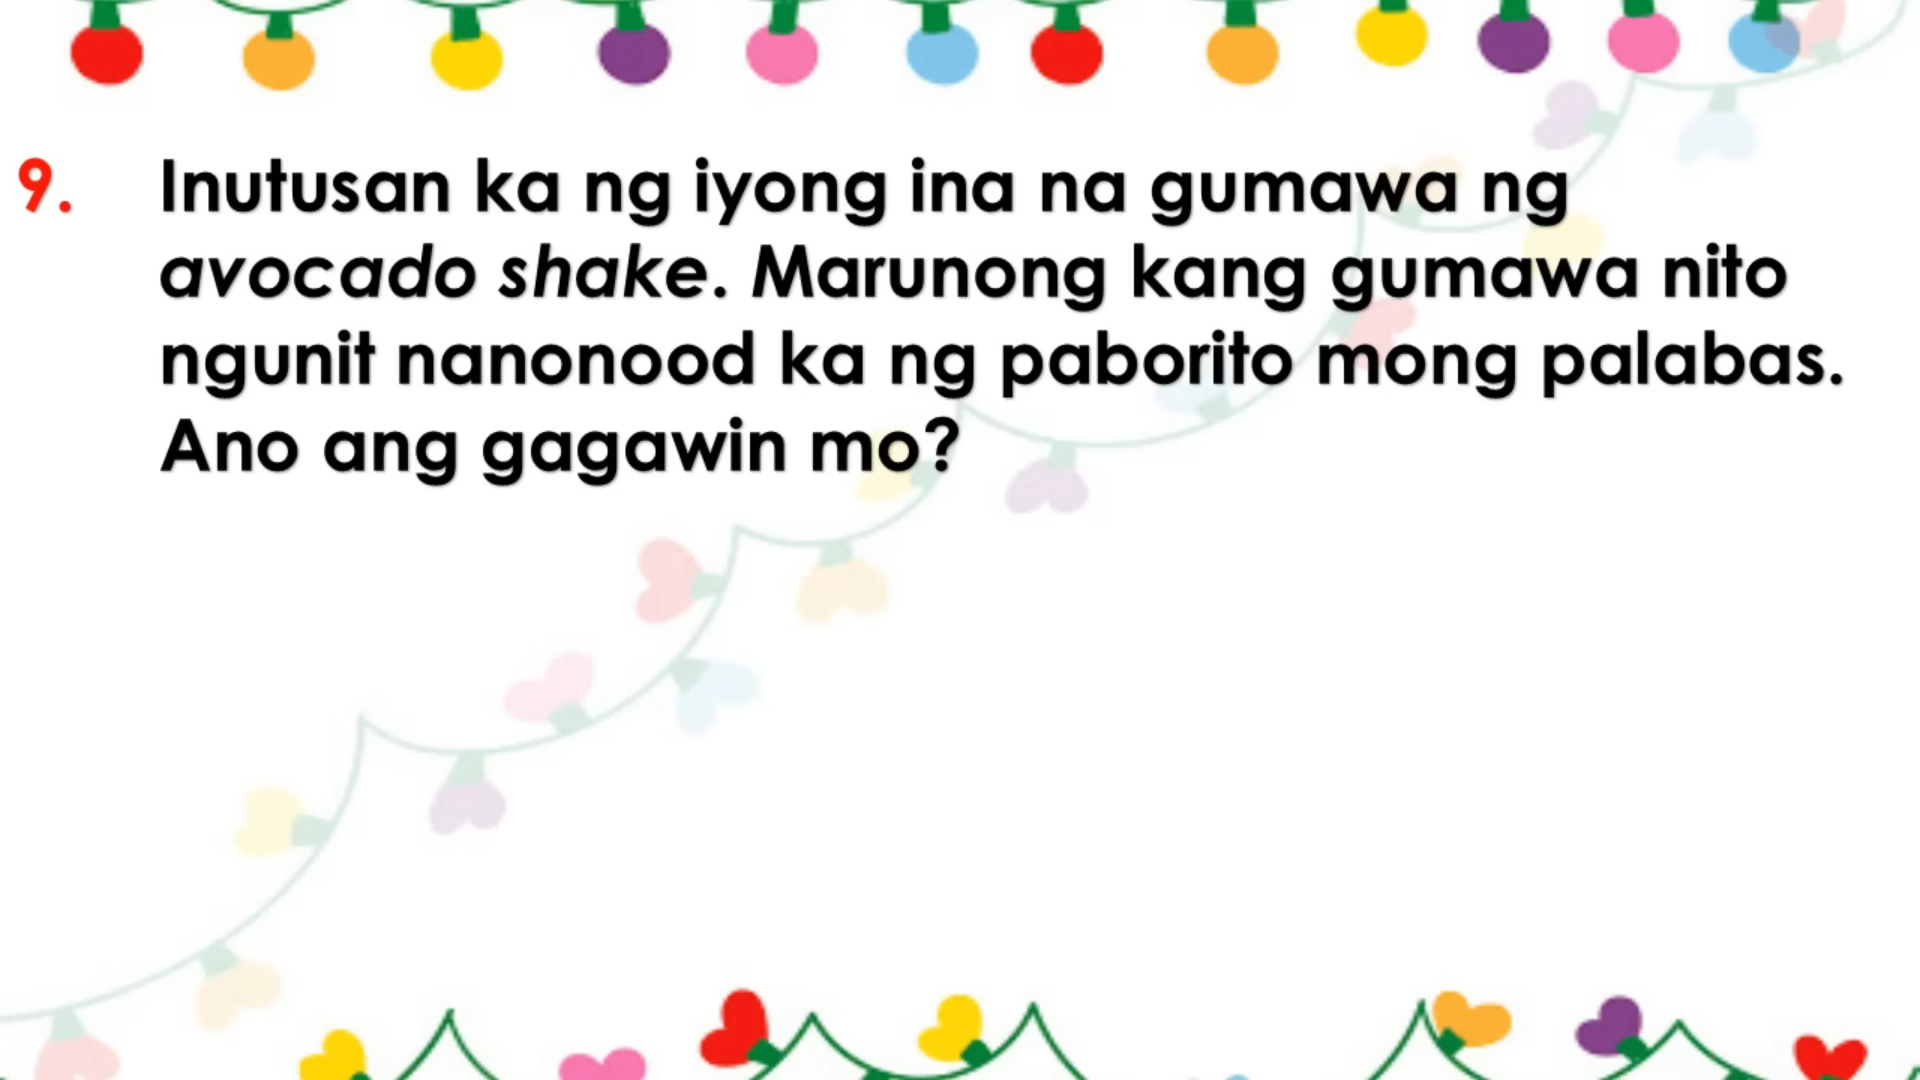 9. Inutusan ka ng iyong ina na gumawa ng
avocado shake. Marunong kang gumawa nito
ngunit nanonood ka ng paborito mong palabas.
Ano ang gagawin mo?